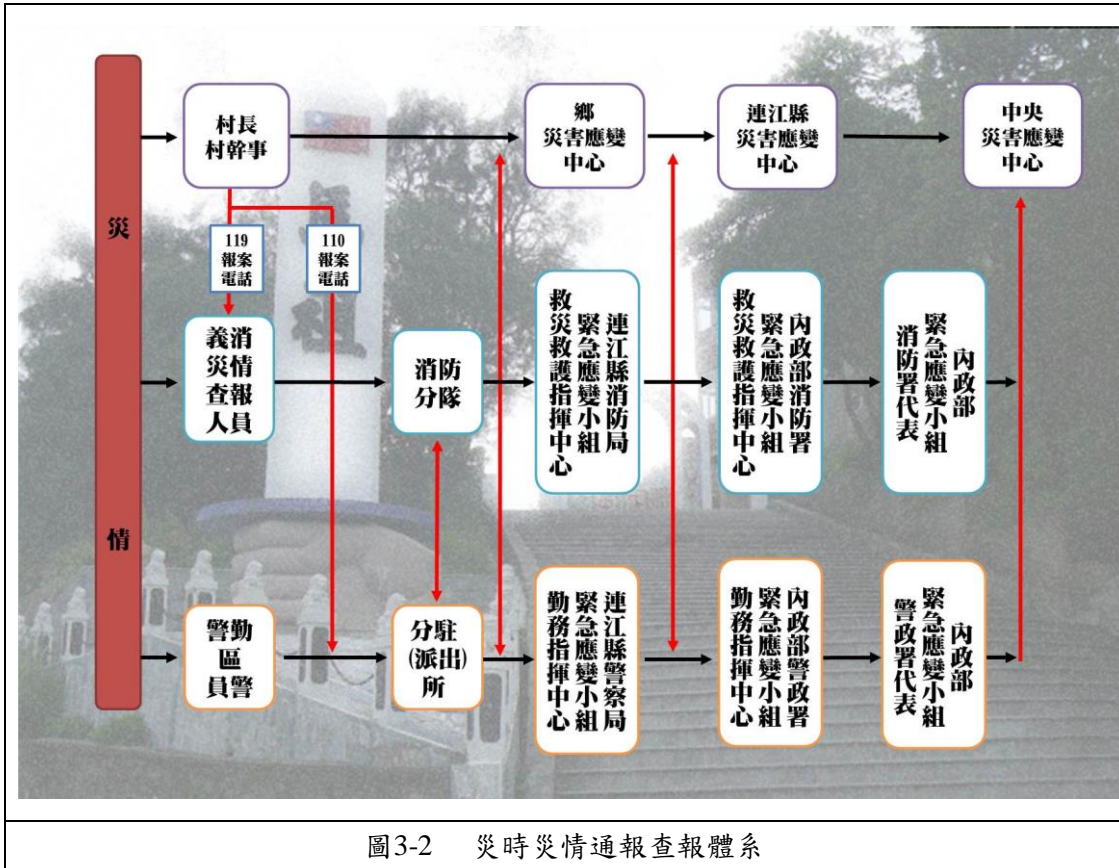 災
情
村長
村幹事
鄉
災害應變
中心
連江縣
災害應變
中心
中央
災害應變
中心
119
報案
電話
110
報案
電話
義消
災情
查報
人員
消防
分隊
連江縣消防局
緊急應變小組
救災救護指揮中心
內政部消防署
緊急應變小組
救災救護指揮中心
內政部
緊急應變小組
消防署代表
警勤
區
員警
分駐
(派出)
所
連江縣警察局
緊急應變小組
勤務指揮中心
內政部警政署
緊急應變小組
勤務指揮中心
內政部
緊急應變小組
警政署代表
圖3-2 災時災情通報查報體系